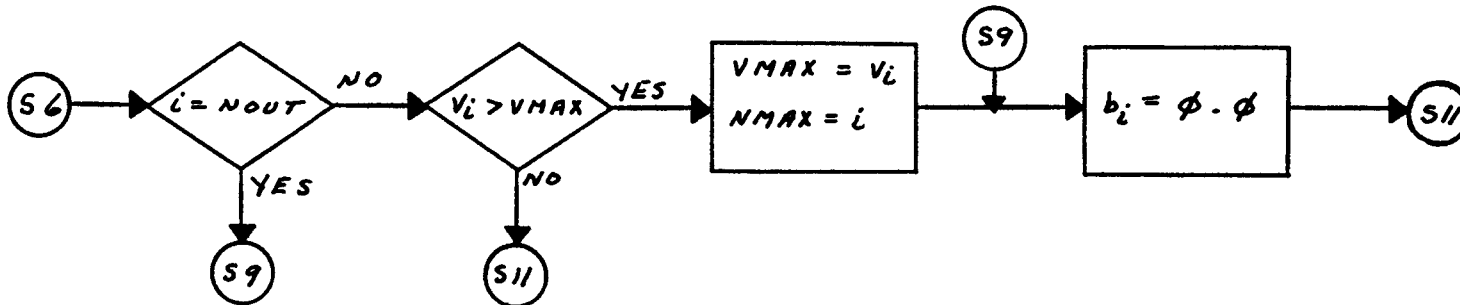 S6
i = NOUT
NO
YES
S9
Vi > VMAX
YES
NO
S11
VMAX = Vi
NMAX = i
S9
bi = φ . φ
S11